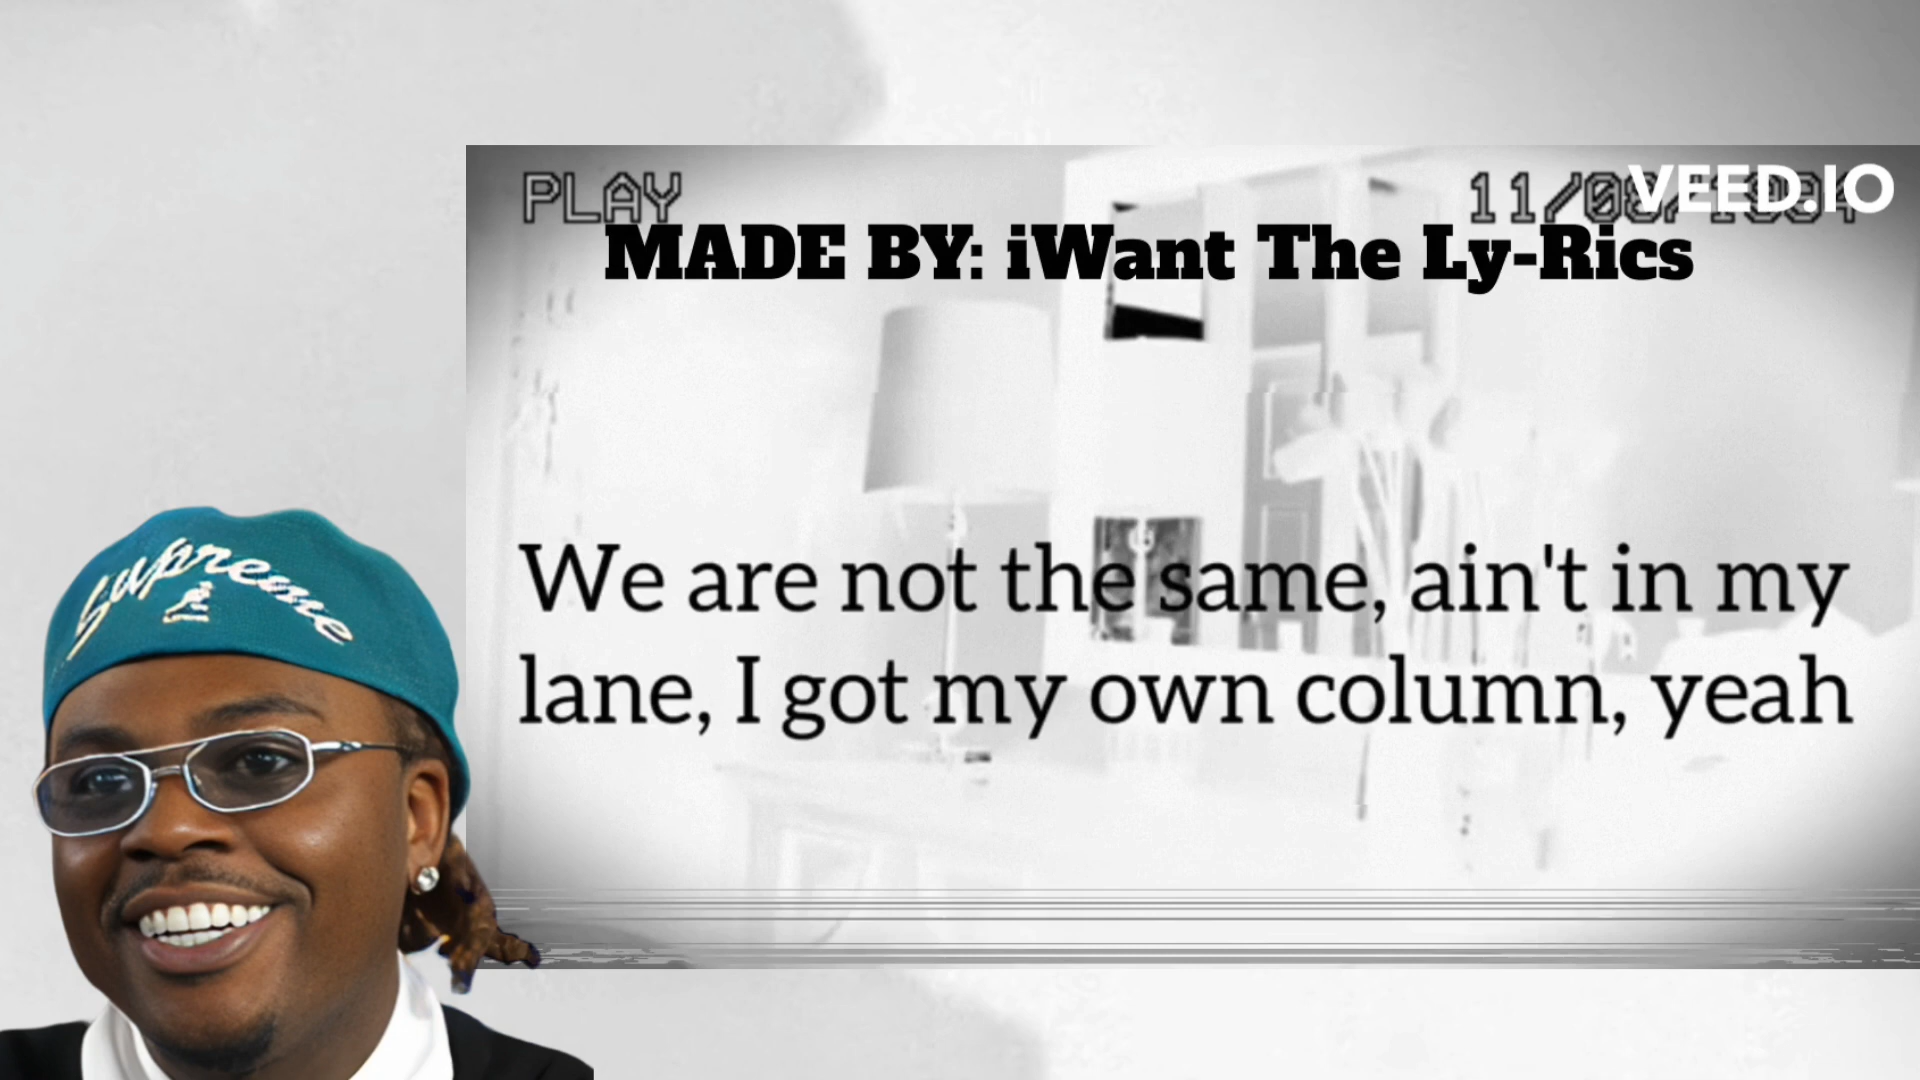 PLAY
VEED.IO
MADE BY: iWant The Ly-Rics
We are not the same, ain't in my
lane, I got my own column, yeah
Supreme